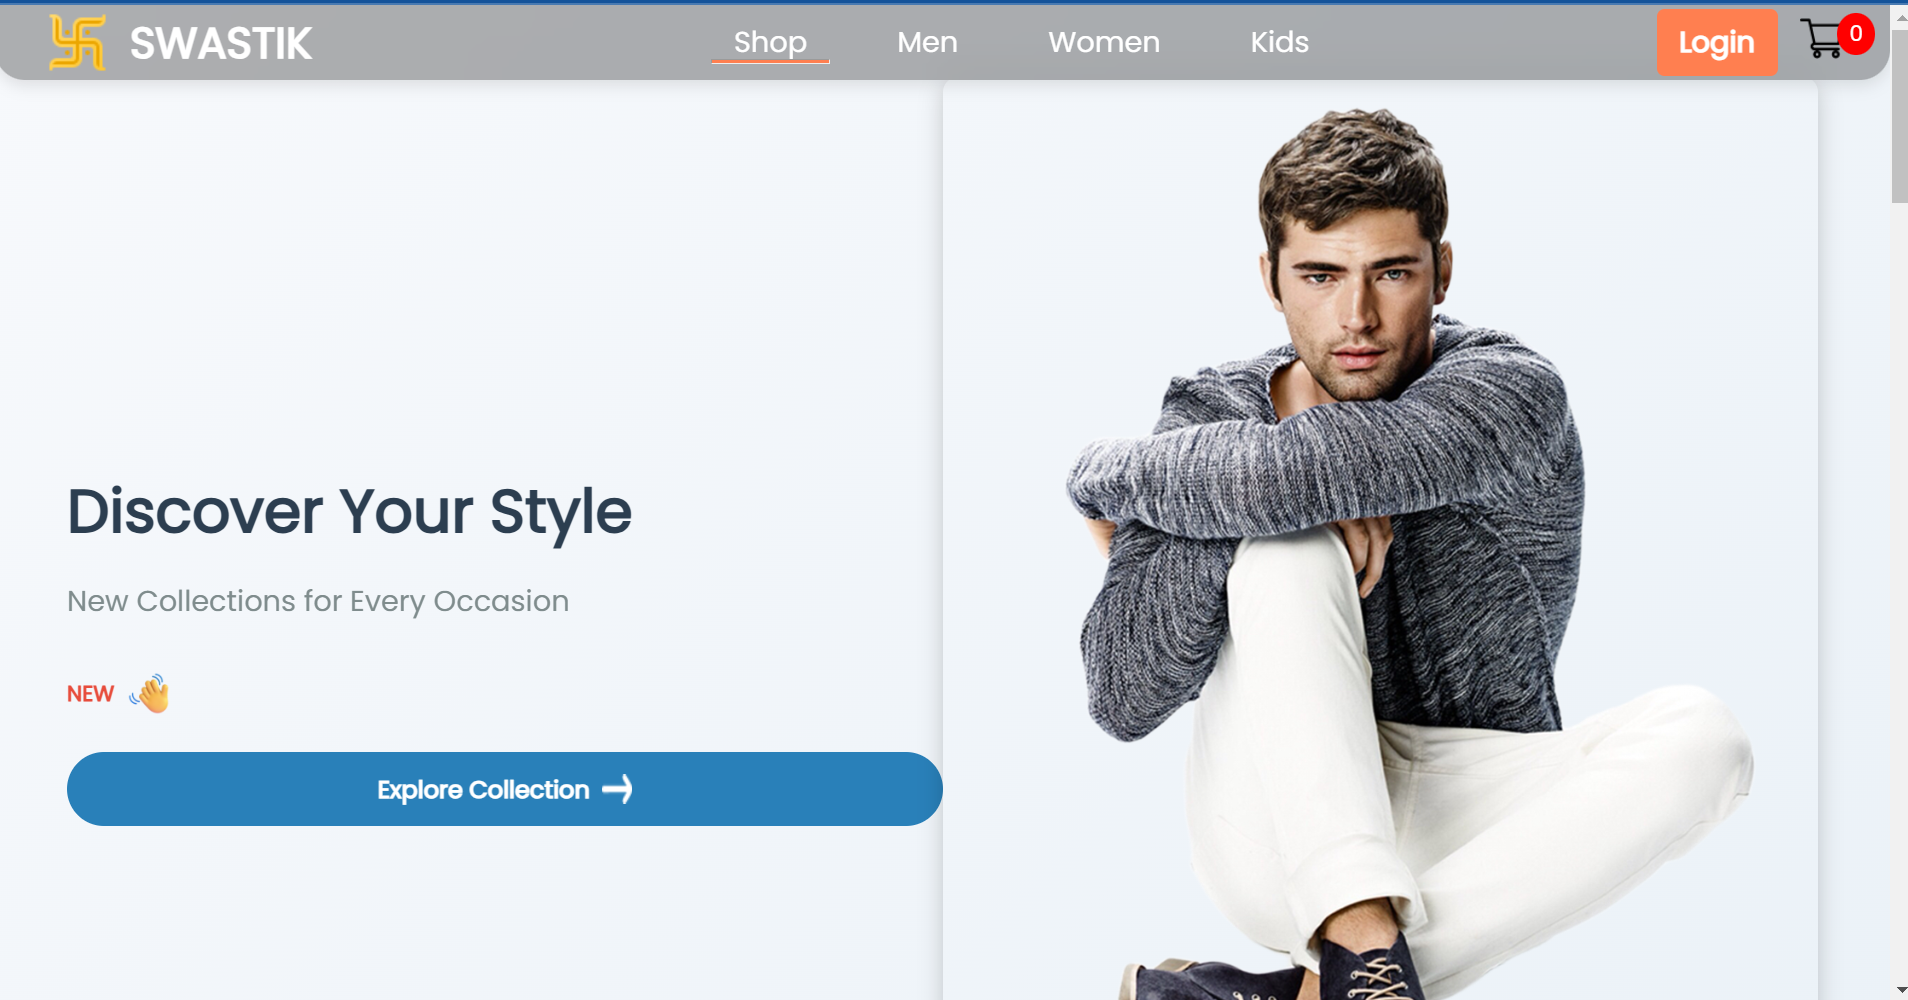 SWASTIK
Shop
Men
Women
Kids
Login
0
Discover Your Style
New Collections for Every Occasion
NEW
Explore Collection